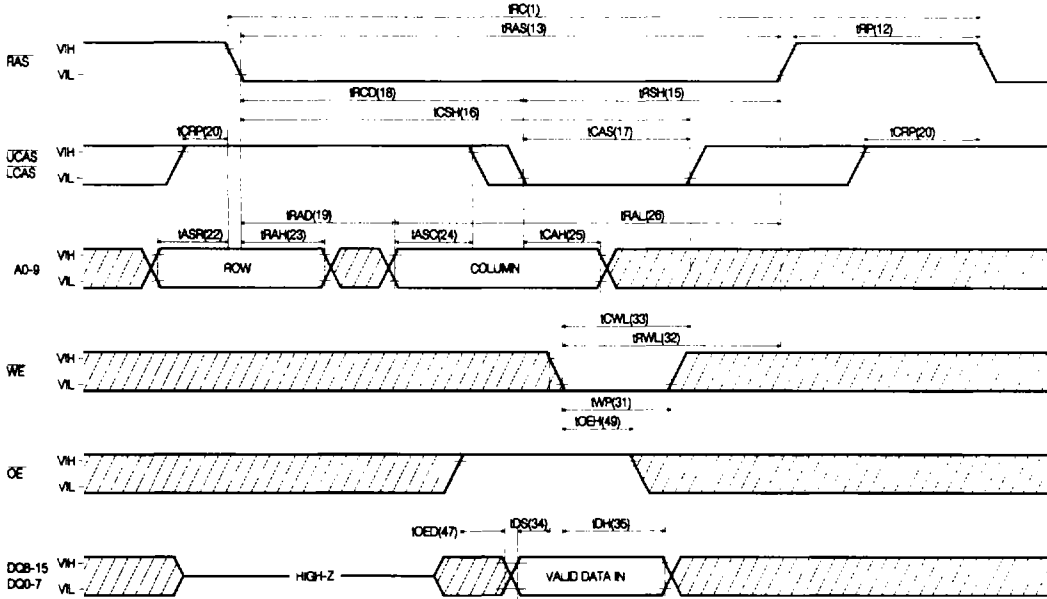 tRC(1)
tRAS(13)
tRP(12)
RAS
VIH
VIL
tRCD(18)
tRSH(15)
tCSH(16)
tCRP(20)
tCAS(17)
tCRP(20)
UCAS
LCAS
VIH
VIL
tRAD(19)
tRAL(26)
tASR(22)
tRAH(23)
tASC(24)
tCAH(25)
A0-9
VIH
VIL
ROW
COLUMN
tCWL(33)
tRWL(32)
WE
VIH
VIL
tWP(31)
tOEH(49)
OE
VIH
VIL
tOED(47)
tDS(34)
tDH(35)
DQ8-15
DQ0-7
VIH
VIL
HIGH-Z
VALID DATA IN